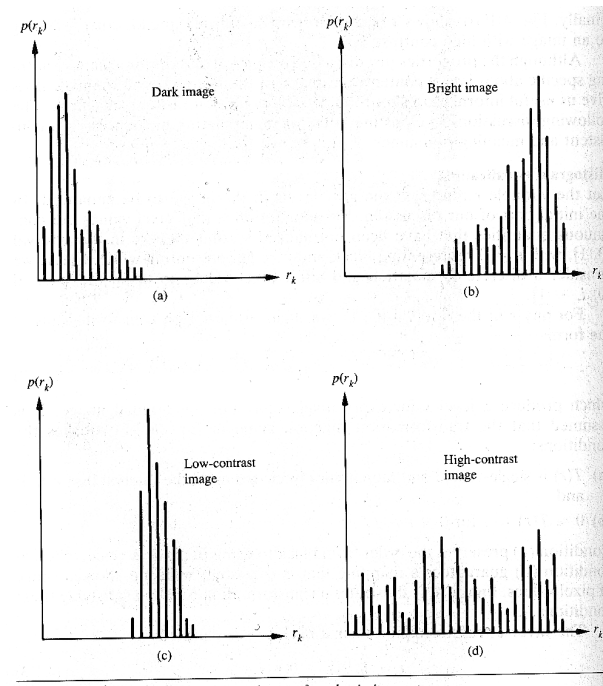 p(r_k)
Dark image
r_k
(a)
p(r_k)
Bright image
r_k
(b)
p(r_k)
Low-contrast
image
r_k
(c)
p(r_k)
High-contrast
image
r_k
(d)